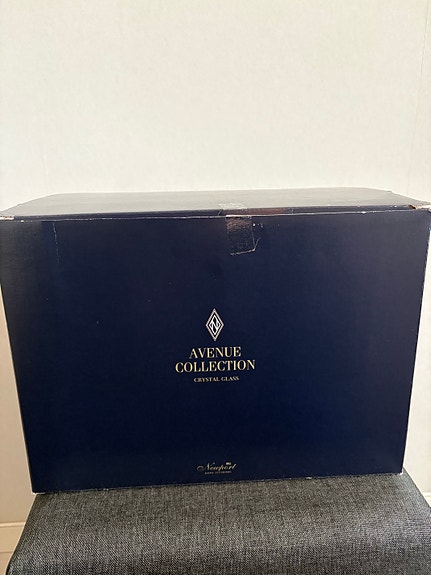 N
AVENUE
COLLECTION
CRYSTAL GLASS
Newport